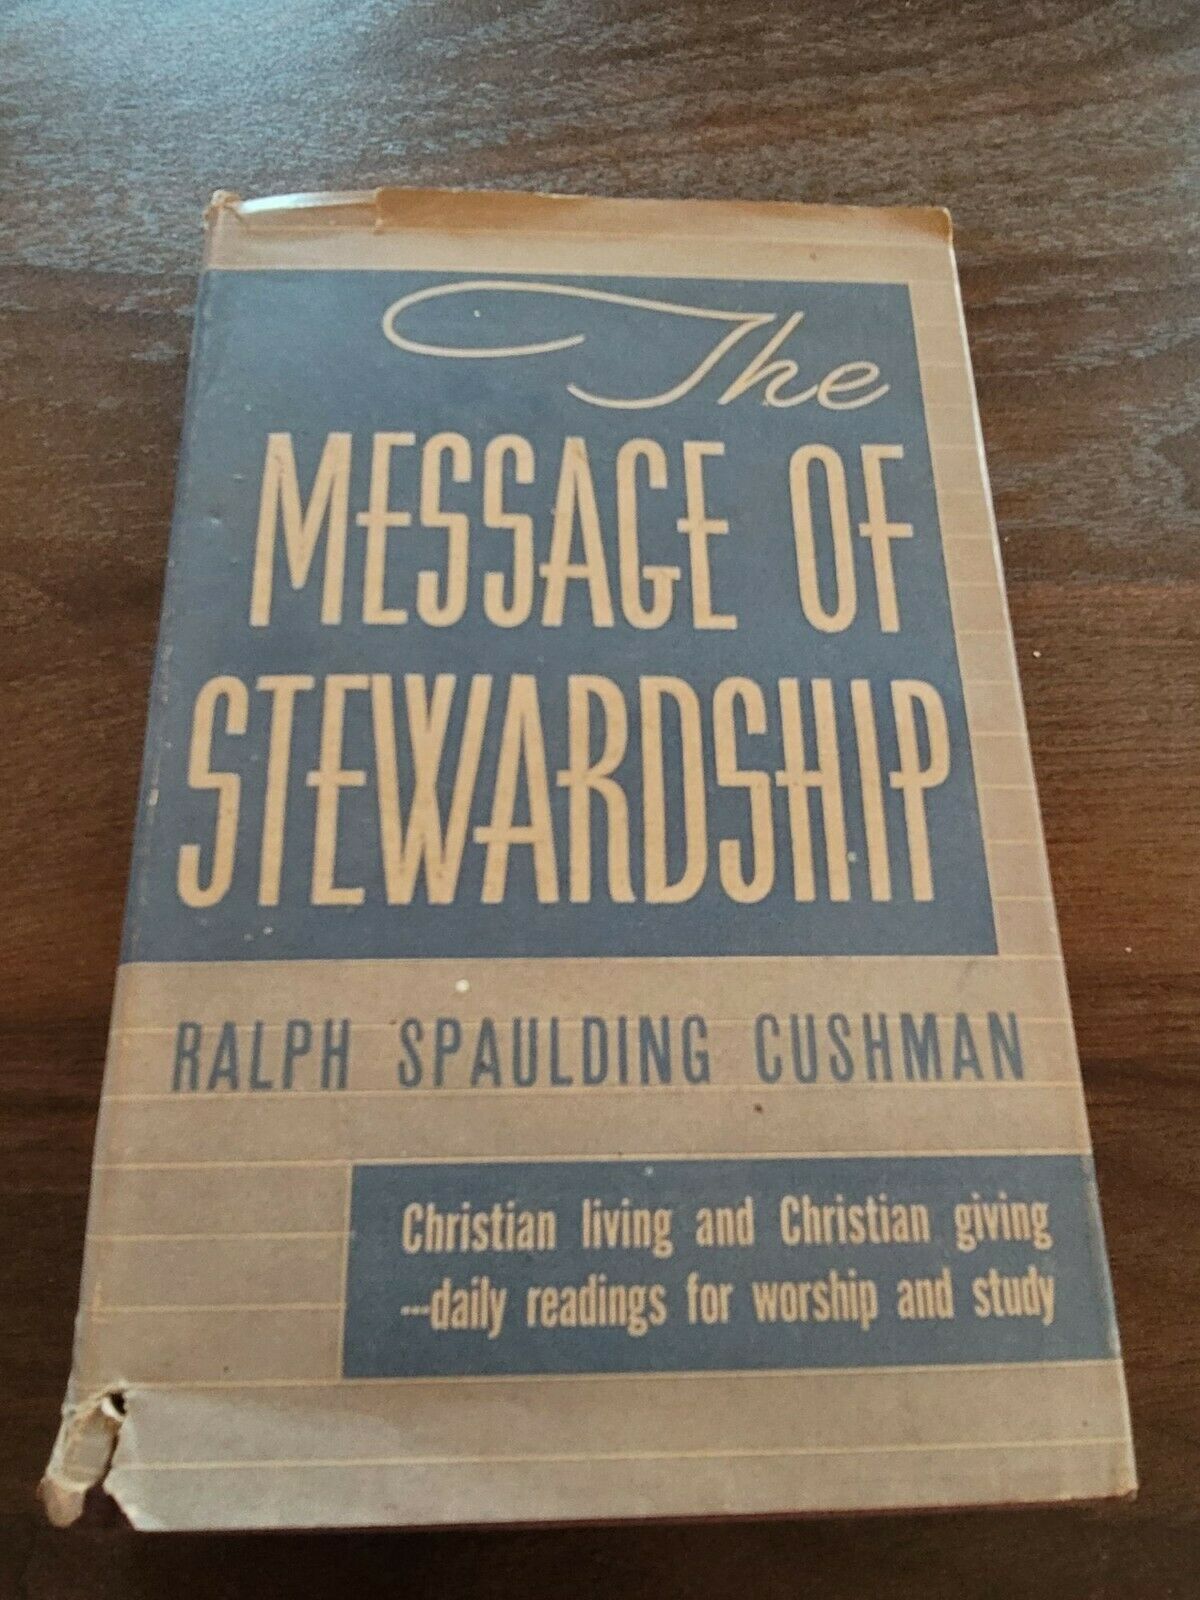 The
MESSAGE OF
STEWARDSHIP
RALPH SPAULDING CUSHMAN
Christian living and Christian giving
---daily readings for worship and study